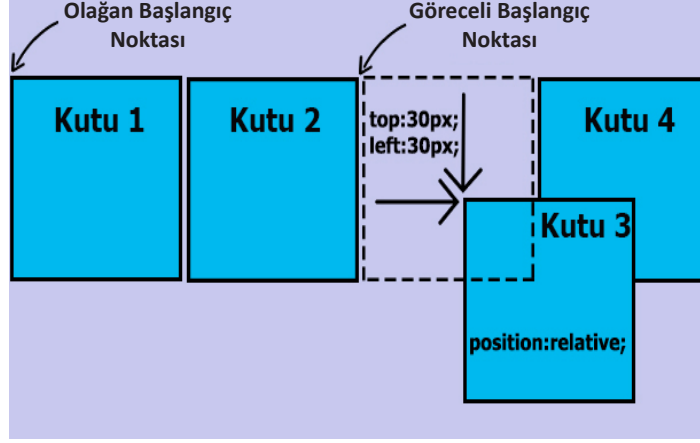 Olağan Başlangıç
Noktası
Göreceli Başlangıç
Noktası
Kutu 1
Kutu 2
top:30px;
left:30px;
Kutu 4
Kutu 3
position:relative;